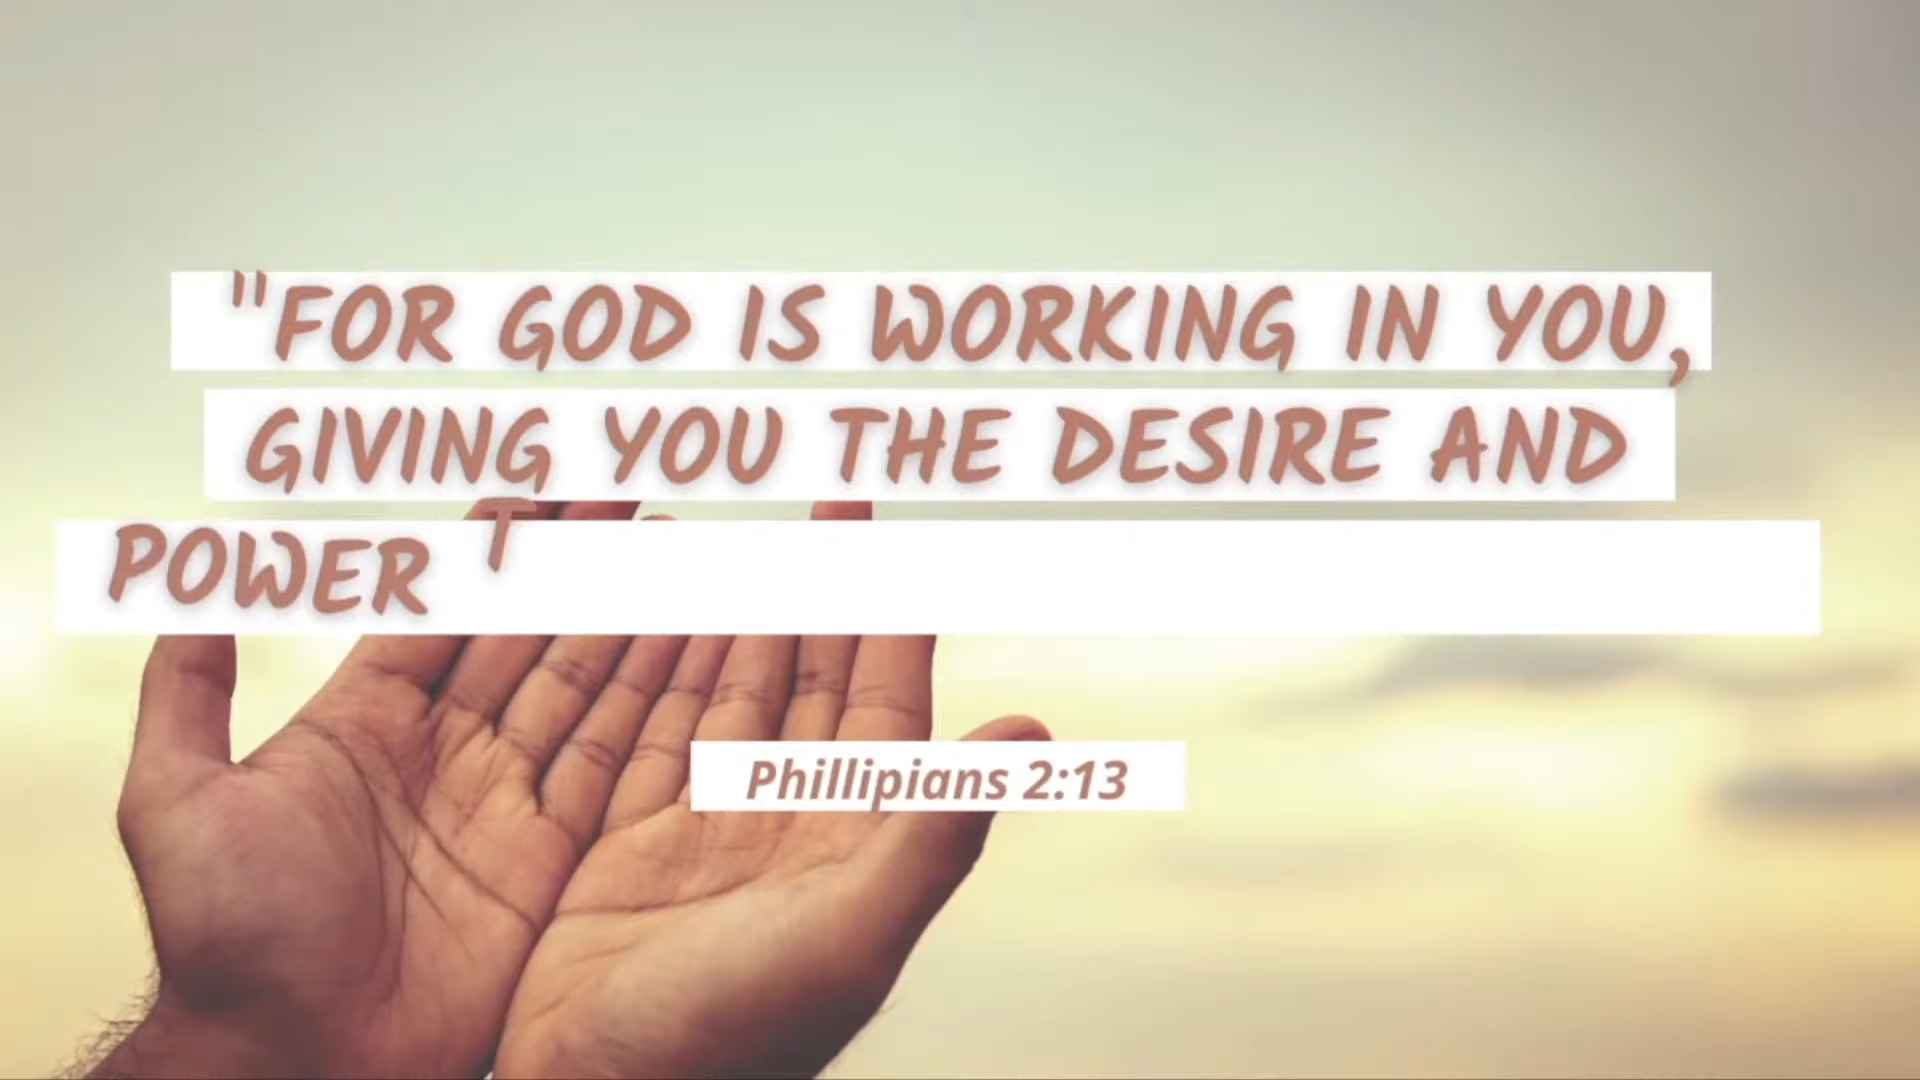 "FOR GOD IS WORKING IN YOU,
GIVING YOU THE DESIRE AND
POWER T
Phillipians 2:13